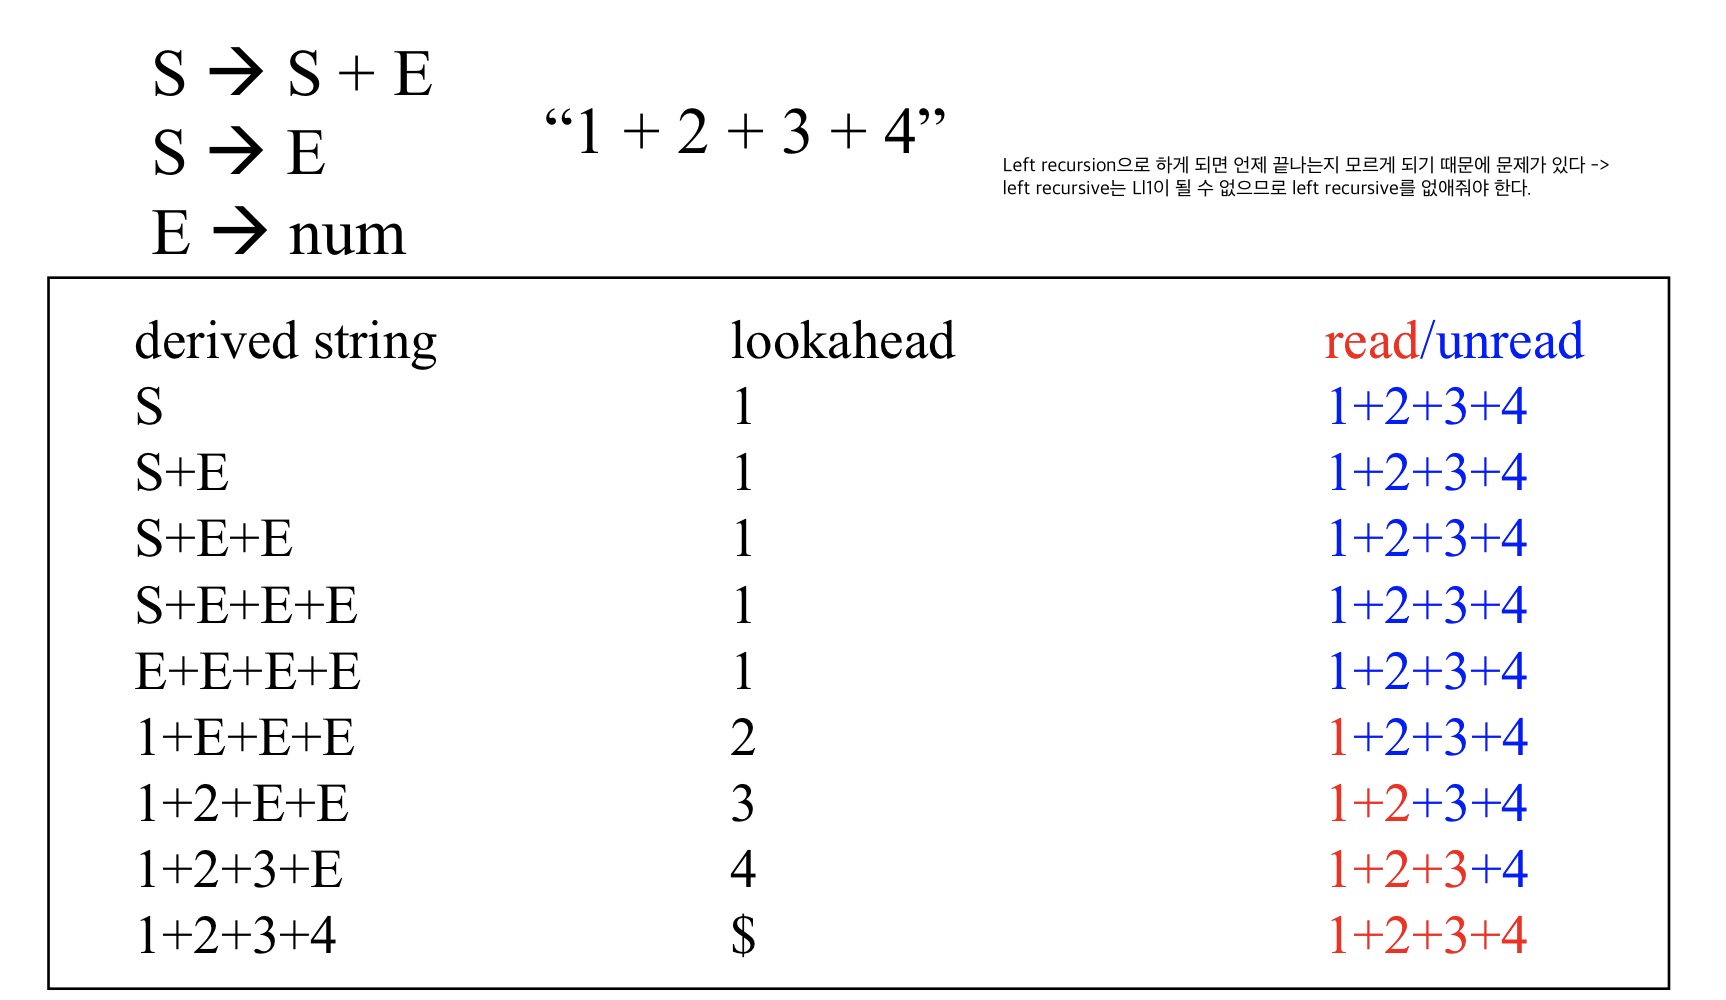 S → S + E
S → E
E → num
“1 + 2 + 3 + 4”
Left recursion으로 하게 되면 언제 끝나는지 모르게 되기 때문에 문제가 있다 ->
left recursive는 Ll1이 될 수 없으므로 left recursive를 없애줘야 한다.
derived string lookahead read/unread
S 1 1+2+3+4
S+E 1 1+2+3+4
S+E+E 1 1+2+3+4
S+E+E+E 1 1+2+3+4
E+E+E+E 1 1+2+3+4
1+E+E+E 2 1+2+3+4
1+2+E+E 3 1+2+3+4
1+2+3+E 4 1+2+3+4
1+2+3+4 $ 1+2+3+4